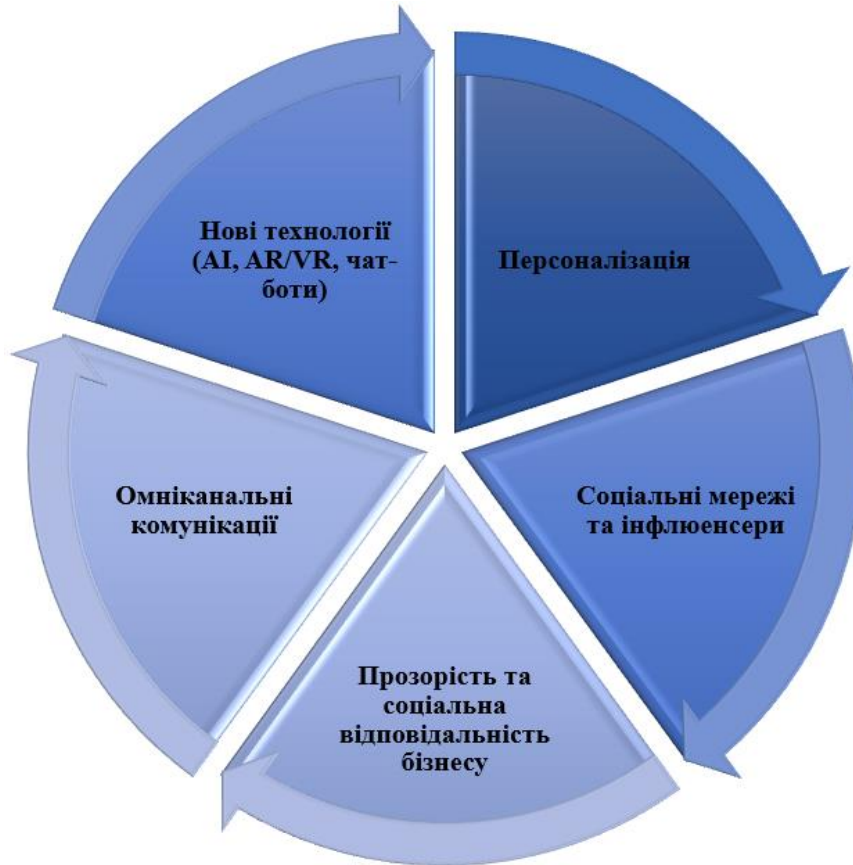 Нові технології
(AI, AR/VR, чат-
боти)
Персоналізація
Омніканальні
комунікації
Соціальні мережі
та інфлюенсери
Прозорість та
соціальна
відповідальність
бізнесу